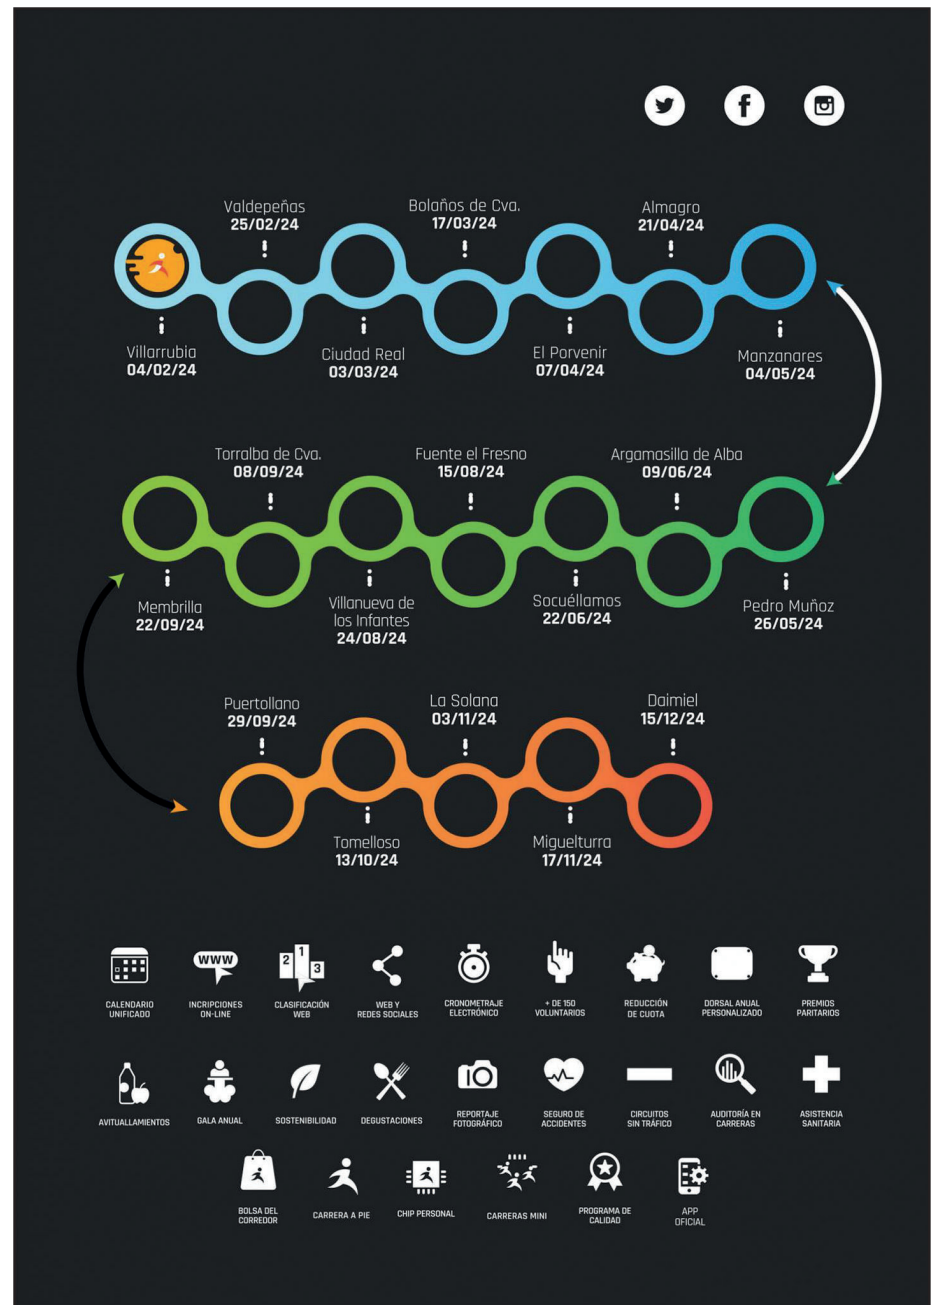 Valdepeñas
25/02/24
Bolaños de Cva.
17/03/24
Almagro
21/04/24
Villarrubia
04/02/24
Ciudad Real
03/03/24
El Porvenir
07/04/24
Manzanares
04/05/24
Torralba de Cva.
08/09/24
Fuente el Fresno
15/08/24
Argamasilla de Alba
09/06/24
Membrilla
22/09/24
Villanueva de
los Infantes
24/08/24
Socuéllamos
22/06/24
Pedro Muñoz
26/05/24
Puertollano
29/09/24
La Solana
03/11/24
Daimiel
15/12/24
Tomelloso
13/10/24
Miguelturra
17/11/24
WWW
2 1 3
CALENDARIO
UNIFICADO
INCRIPCIONES
ON-LINE
CLASIFICACIÓN
WEB
WEB Y
REDES SOCIALES
CRONOMETRAJE
ELECTRÓNICO
+ DE 150
VOLUNTARIOS
REDUCCIÓN
DE CUOTA
DORSAL ANUAL
PERSONALIZADO
PREMIOS
PARITARIOS
AVITUALLAMIENTOS
GALA ANUAL
SOSTENIBILIDAD
DEGUSTACIONES
REPORTAJE
FOTOGRÁFICO
SEGURO DE
ACCIDENTES
CIRCUITOS
SIN TRÁFICO
AUDITORÍA EN
CARRERAS
ASISTENCIA
SANITARIA
BOLSA DEL
CORREDOR
CARRERA A PIE
CHIP PERSONAL
CARRERAS MINI
PROGRAMA DE
CALIDAD
APP
OFICIAL